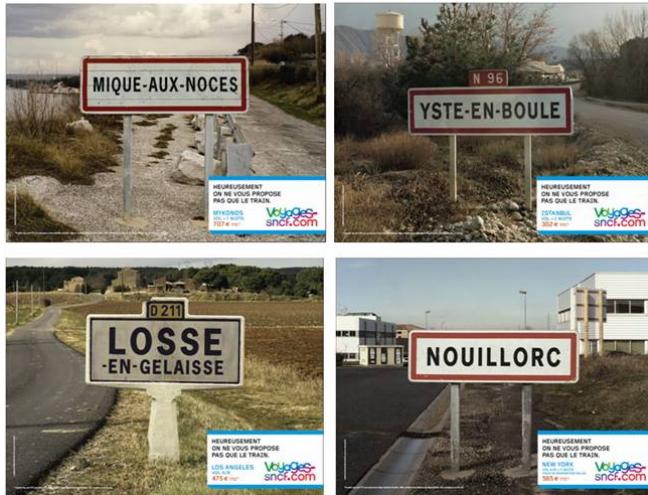 MIQUE-AUX-NOCES
HEUREUSEMENT
ON NE VOUS PROPOSE
PAS QUE LE TRAIN.
MYKONOS
707 €
Voyages-
sncf.com
N 96
YSTE-EN-BOULE
HEUREUSEMENT
ON NE VOUS PROPOSE
PAS QUE LE TRAIN.
ISTANBUL
302 €
Voyages-
sncf.com
D 211
LOSSE
-EN-GELAISSE
HEUREUSEMENT
ON NE VOUS PROPOSE
PAS QUE LE TRAIN.
LOS ANGELES
VOL A/R
475 €
Voyages-
sncf.com
NOUILLORC
HEUREUSEMENT
ON NE VOUS PROPOSE
PAS QUE LE TRAIN.
NEW YORK
585 €
Voyages-
sncf.com